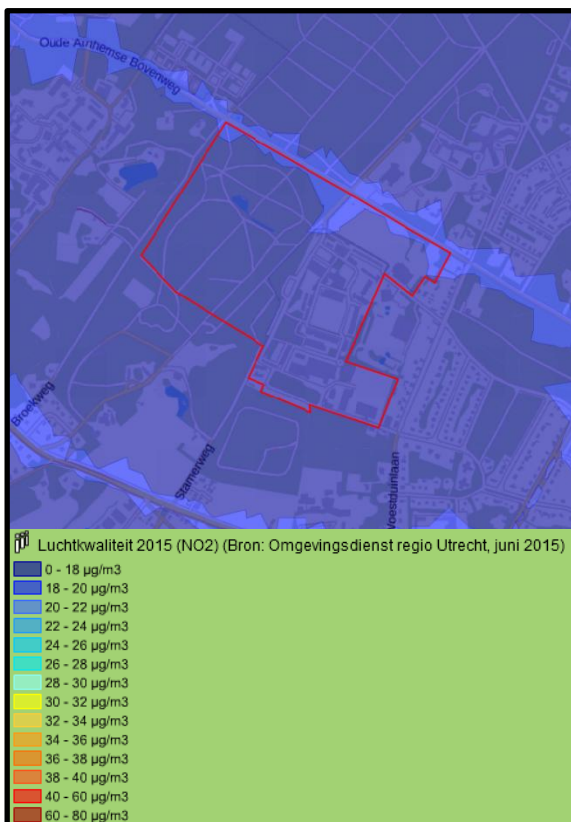 Oude Arnhemse Bovenweg
Broekweg
Stamerweg
Voestduinlaan
Luchtkwaliteit 2015 (NO2) (Bron: Omgevingsdienst regio Utrecht, juni 2015)
0 - 18 µg/m3
18 - 20 µg/m3
20 - 22 µg/m3
22 - 24 µg/m3
24 - 26 µg/m3
26 - 28 µg/m3
28 - 30 µg/m3
30 - 32 µg/m3
32 - 34 µg/m3
34 - 36 µg/m3
36 - 38 µg/m3
38 - 40 µg/m3
40 - 60 µg/m3
60 - 80 µg/m3